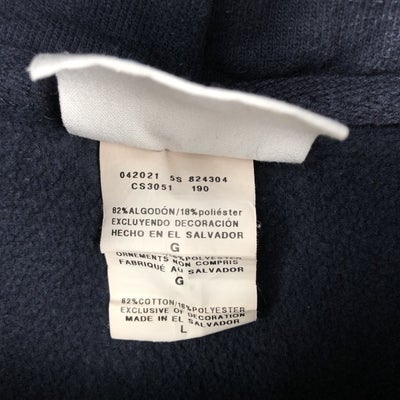 042021 5S 824304
CS3051 190
82%ALGODÓN/18%poliéster
EXCLUYENDO DECORACIÓN
HECHO EN EL SALVADOR
G
ORNEMENTS NON COMPRIS
FABRIQUÉ AU SALVADOR
G
82%COTTON/18%POLYESTER
EXCLUSIVE OF DECORATION
MADE IN EL SALVADOR
L